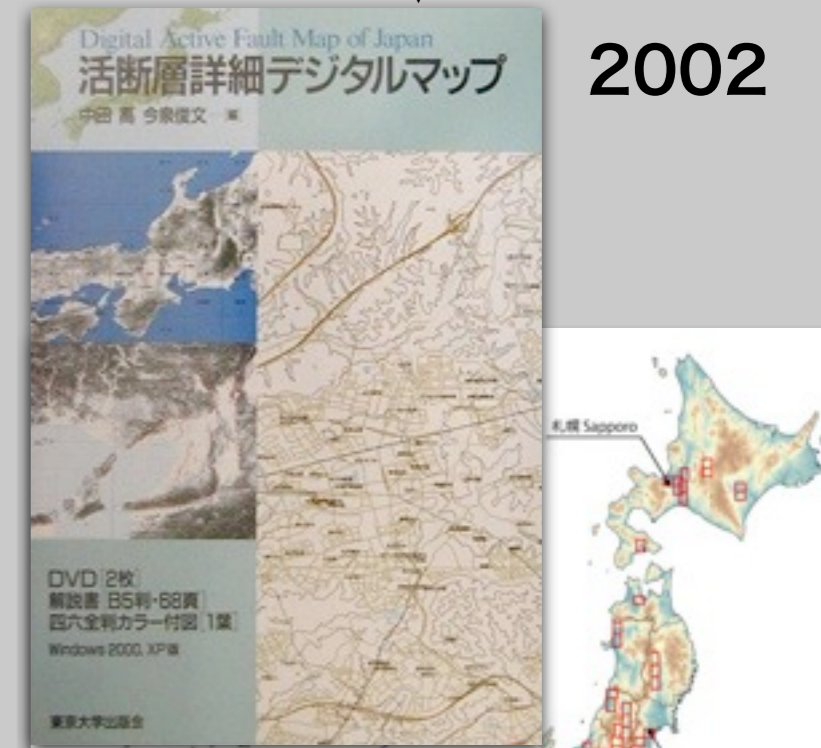 Digital Active Fault Map of Japan
活断層詳細デジタルマップ
中田 高 今泉俊文 編
2002
札幌 Sapporo
DVD[2枚]
解説書[B5判・68頁]
四六全判カラー付図[1葉]
Windows 2000, XP版
東京大学出版会